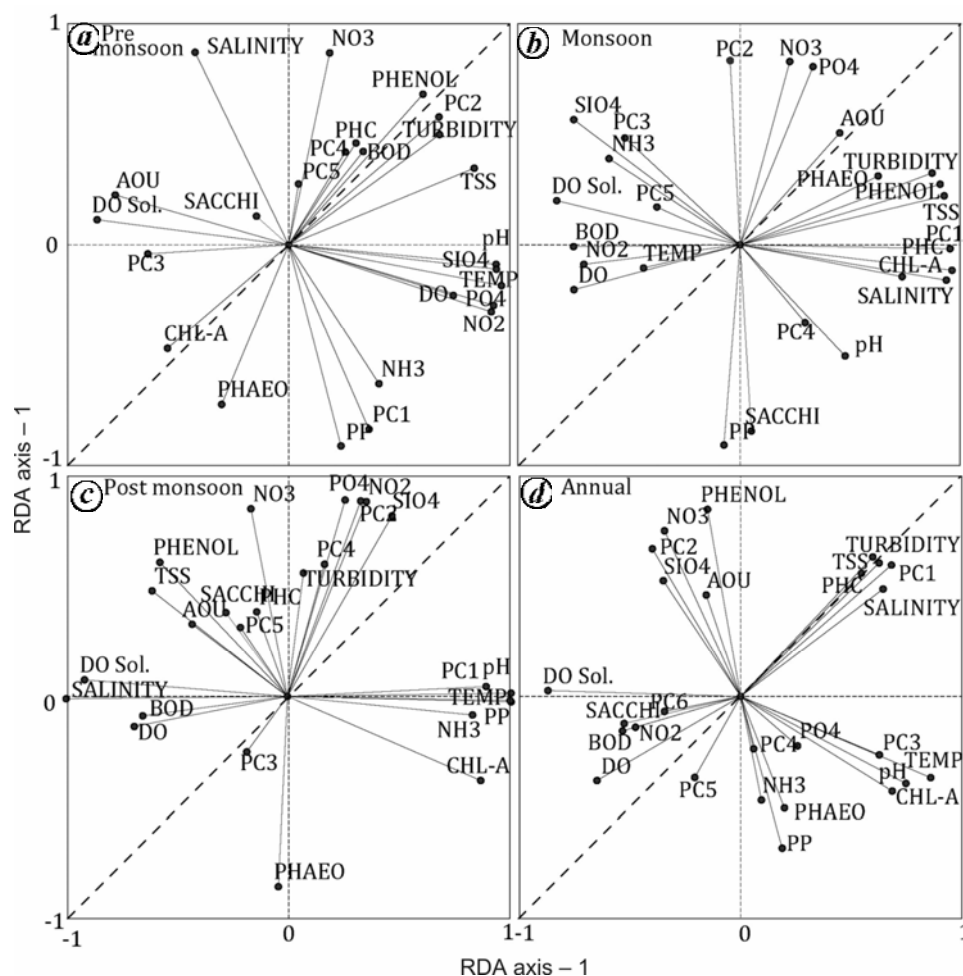 1
a Pre
monsoon
SALINITY
NO3
PHENOL
PC2
PHC
TURBIDITY
PC4
BOD
PC5
TSS
AOU
SACCHI
DO Sol.
0
pH
PC3
SIO4
TEMP
DO
PO4
NO2
CHL-A
NH3
PHAEO
PC1
PP
-1
b Monsoon
PC2
NO3
PO4
SIO4
PC3
AOU
NH3
TURBIDITY
PHAEO
PHENOL
DO Sol.
PC5
TSS
PC1
BOD
PHC
NO2
TEMP
CHL-A
DO
SALINITY
PC4
pH
SACCHI
PP
RDA axis – 1
1
c Post monsoon
NO3
PO4
NO2
SIO4
PC2
PHENOL
PC4
TSS
TURBIDITY
SACCHI
PHC
AOU
PC5
DO Sol.
PC1
pH
0
SALINITY
TEMP
BOD
PP
DO
NH3
PC3
CHL-A
PHAEO
-1
-1
0
1
d Annual
PHENOL
NO3
PC2
TURBIDITY
SIO4
TSS
PC1
AOU
PHC
SALINITY
DO Sol.
PC6
SACCHI
NO2
PO4
BOD
PC4
PC3
TEMP
DO
pH
PC5
NH3
CHL-A
PHAEO
PP
-1
0
1
RDA axis – 1